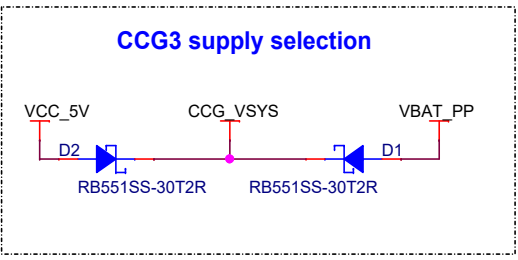 CCG3 supply selection
VCC_5V CCG_VSYS VBAT_PP
D2 D1
RB551SS-30T2R RB551SS-30T2R